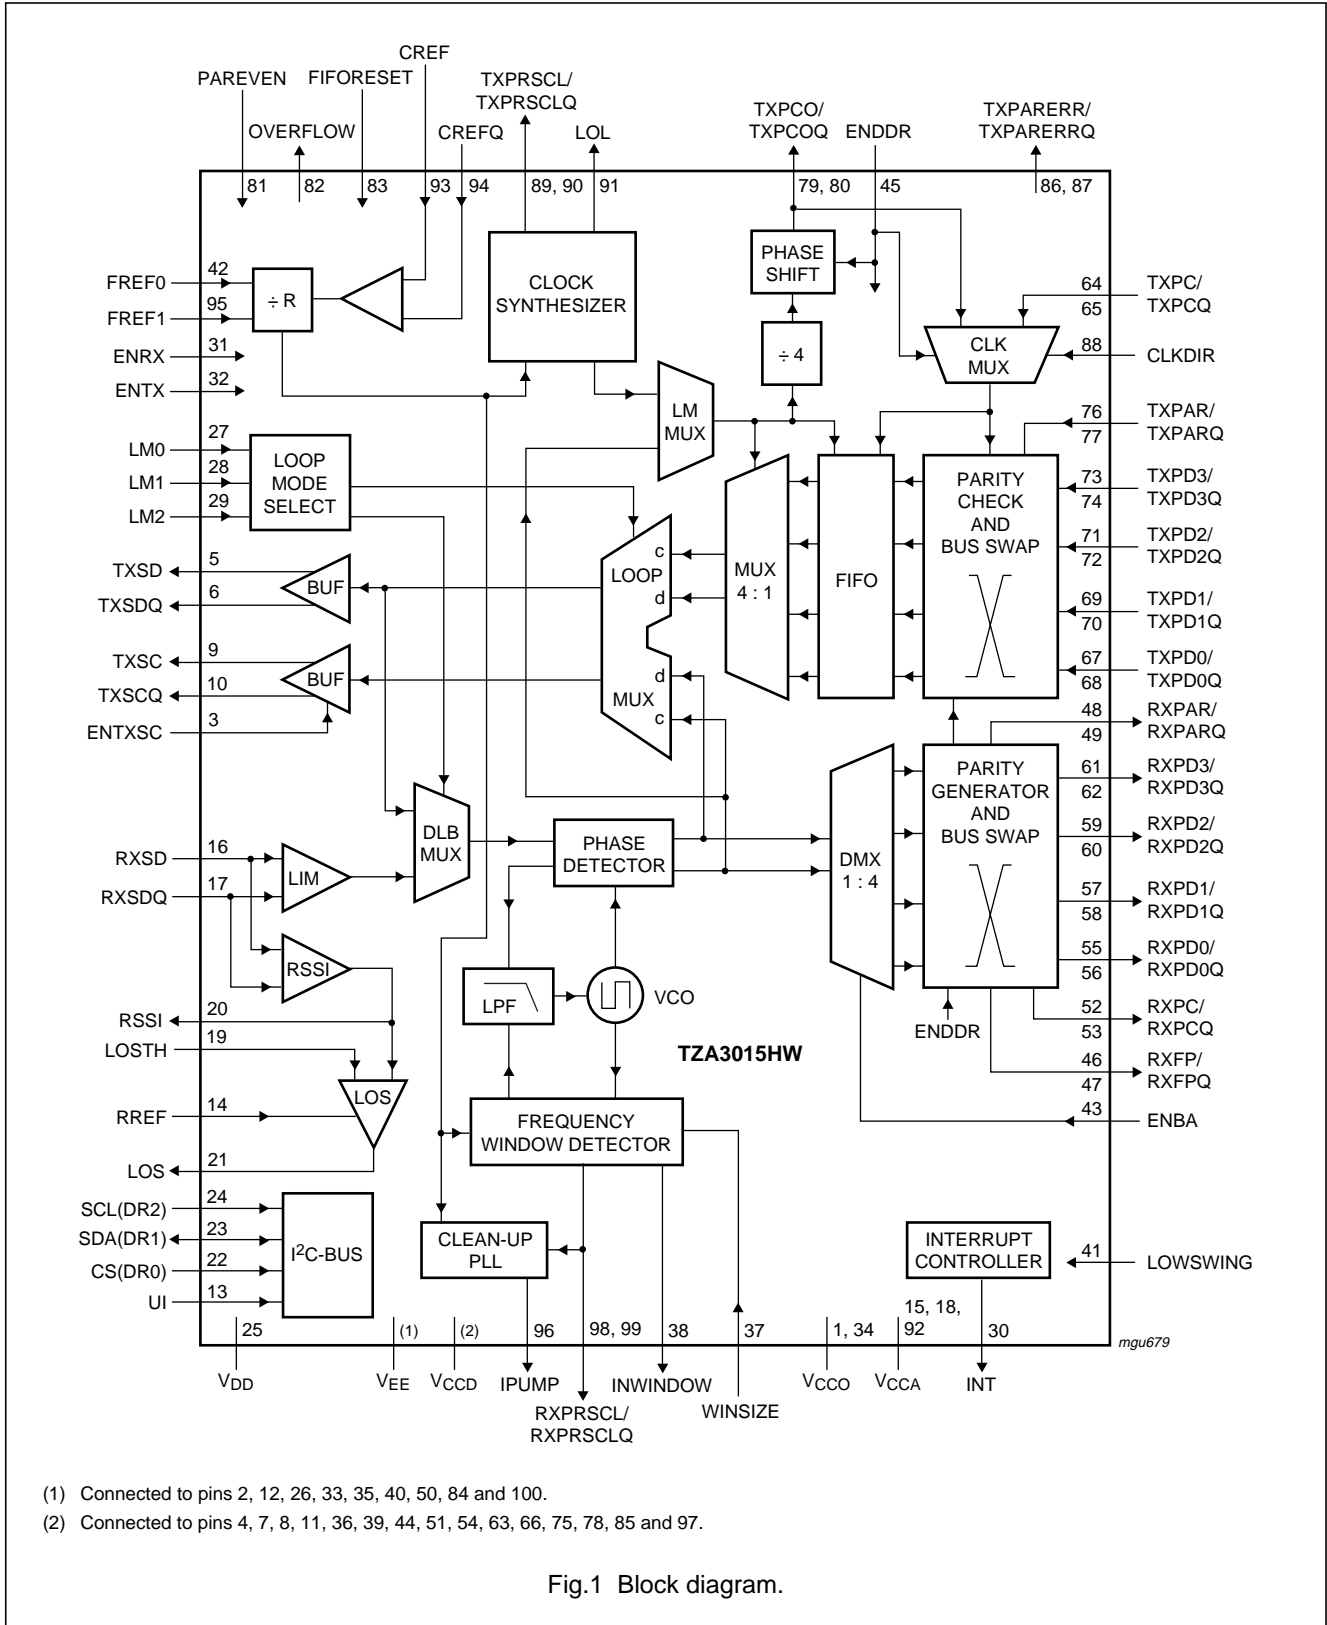 CREF
PAREVEN FIFORESET TXPRSCL/ TXPCO/ TXPARERR/
OVERFLOW CREFQ TXPRSCLQ LOL TXPCOQ ENDDR TXPARERRQ
81 82 83 93 94 89, 90 91 79, 80 45 86, 87
FREF0 42
÷ R
FREF1 95
ENRX 31
ENTX 32
CLOCK
SYNTHESIZER
PHASE
SHIFT
÷ 4
64 TXPC/
65 TXPCQ
CLK
MUX
88 CLKDIR
LM
MUX
76 TXPAR/
77 TXPARQ
LM0 27
LM1 28
LM2 29
LOOP
MODE
SELECT
PARITY
CHECK
AND
BUS SWAP
73 TXPD3/
74 TXPD3Q
71 TXPD2/
72 TXPD2Q
69 TXPD1/
70 TXPD1Q
67 TXPD0/
68 TXPD0Q
TXSD 5
TXSDQ 6
BUF
c
LOOP
d
MUX
4 : 1
FIFO
TXSC 9
TXSCQ 10
BUF
ENTXSC 3
d
MUX
c
48 RXPAR/
49 RXPARQ
PARITY
GENERATOR
AND
BUS SWAP
61 RXPD3/
62 RXPD3Q
59 RXPD2/
60 RXPD2Q
57 RXPD1/
58 RXPD1Q
55 RXPD0/
56 RXPD0Q
52 RXPC/
53 RXPCQ
46 RXFP/
47 RXFPQ
43 ENBA
ENDDR
DLB
MUX
PHASE
DETECTOR
DMX
1 : 4
RXSD 16
RXSDQ 17
LIM
RSSI
LPF
VCO
RSSI 20
LOSTH 19
TZA3015HW
RREF 14
LOS
LOS 21
FREQUENCY
WINDOW DETECTOR
SCL(DR2) 24
SDA(DR1) 23
CS(DR0) 22
UI 13
I2C-BUS
CLEAN-UP
PLL
INTERRUPT
CONTROLLER
41 LOWSWING
25 (1) (2) 96 98, 99 38 37 1, 34 15, 18,
92 30
mgu679
VDD VEE VCCD IPUMP INWINDOW VCCO VCCA INT
RXPRSCL/ WINSIZE
RXPRSCLQ
(1) Connected to pins 2, 12, 26, 33, 35, 40, 50, 84 and 100.
(2) Connected to pins 4, 7, 8, 11, 36, 39, 44, 51, 54, 63, 66, 75, 78, 85 and 97.
Fig.1 Block diagram.